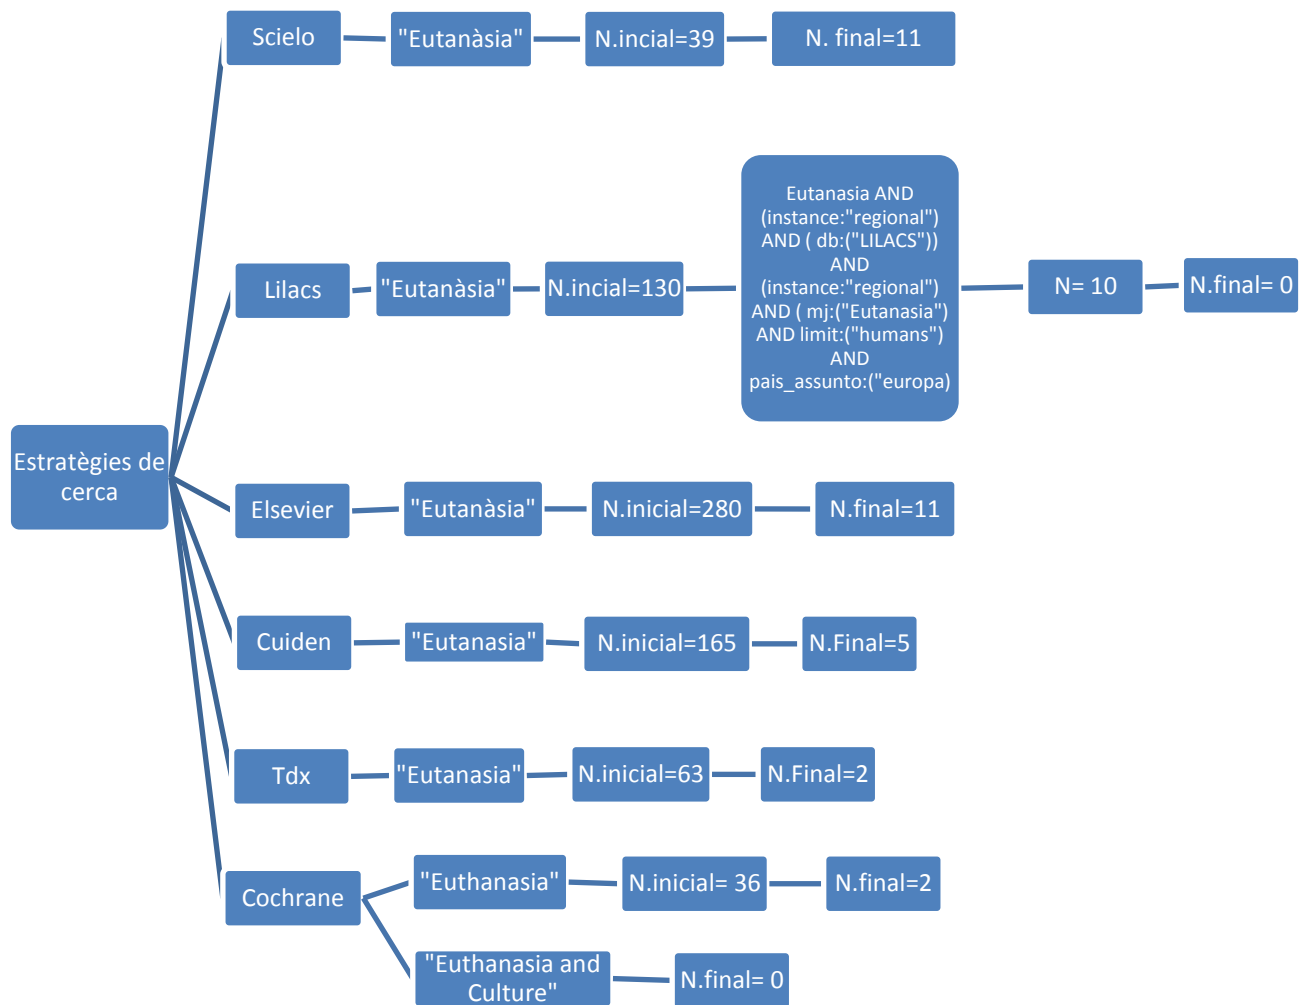 Scielo
"Eutanàsia"
N.incial=39
N. final=11
Eutanasia AND
(instance:"regional")
AND ( db:("LILACS"))
AND
(instance:"regional")
AND ( mj:("Eutanasia")
AND limit:("humans")
AND
pais_assunto:("europa)
Lilacs
"Eutanàsia"
N.incial=130
N= 10
N.final= 0
Estratègies de
cerca
Elsevier
"Eutanàsia"
N.inicial=280
N.final=11
Cuiden
"Eutanasia"
N.inicial=165
N.Final=5
Tdx
"Eutanasia"
N.inicial=63
N.Final=2
Cochrane
"Euthanasia"
N.inicial= 36
N.final=2
"Euthanasia and
Culture"
N.final= 0